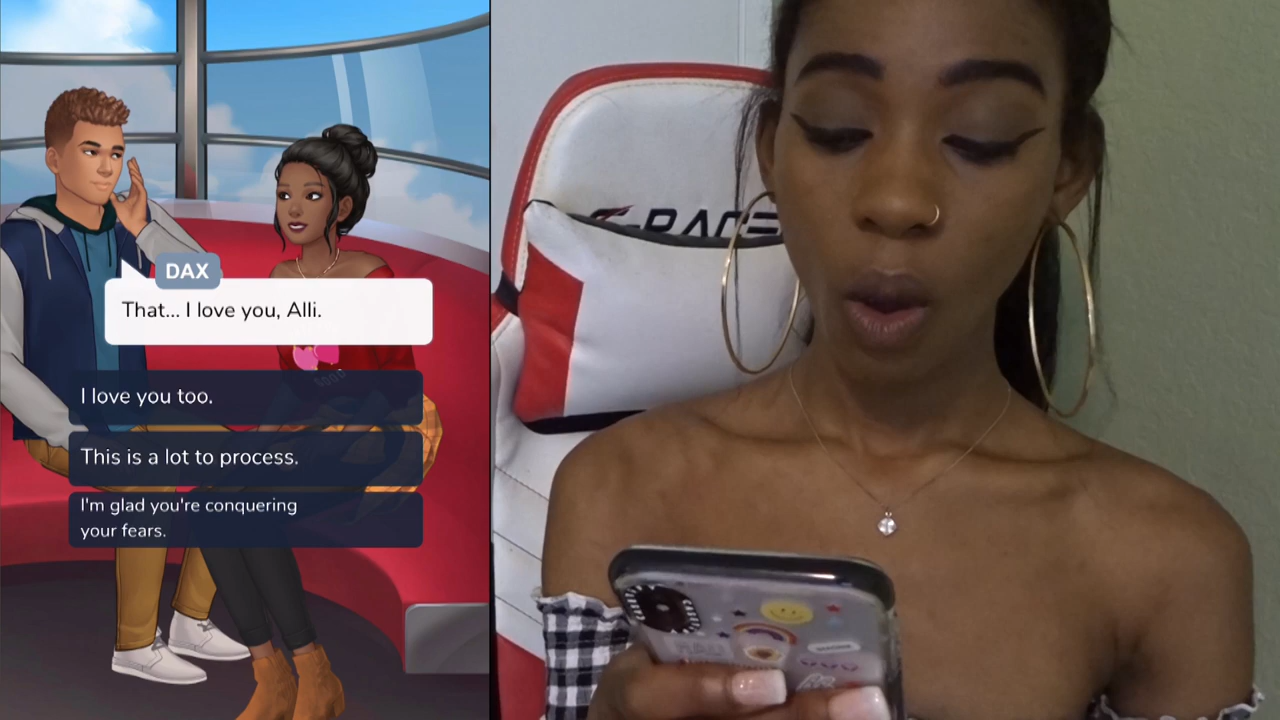 DAX
That... I love you, Alli.
I love you too.
This is a lot to process.
I'm glad you're conquering
your fears.